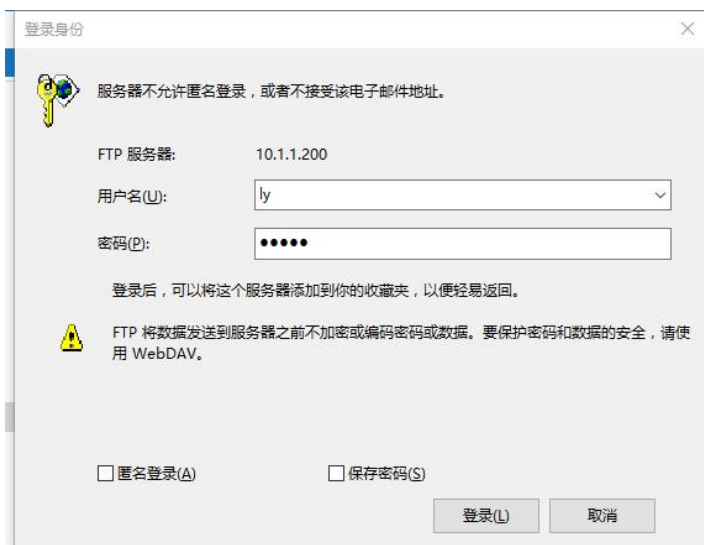 登录身份
服务器不允许匿名登录，或者不接受该电子邮件地址。
FTP 服务器: 10.1.1.200
用户名(U): ly
密码(P): •••••
登录后，可以将这个服务器添加到你的收藏夹，以便轻易返回。
FTP 将数据发送到服务器之前不加密或编码密码或数据。要保护密码和数据的安全，请使
用 WebDAV。
匿名登录(A) 保存密码(S)
登录(L) 取消